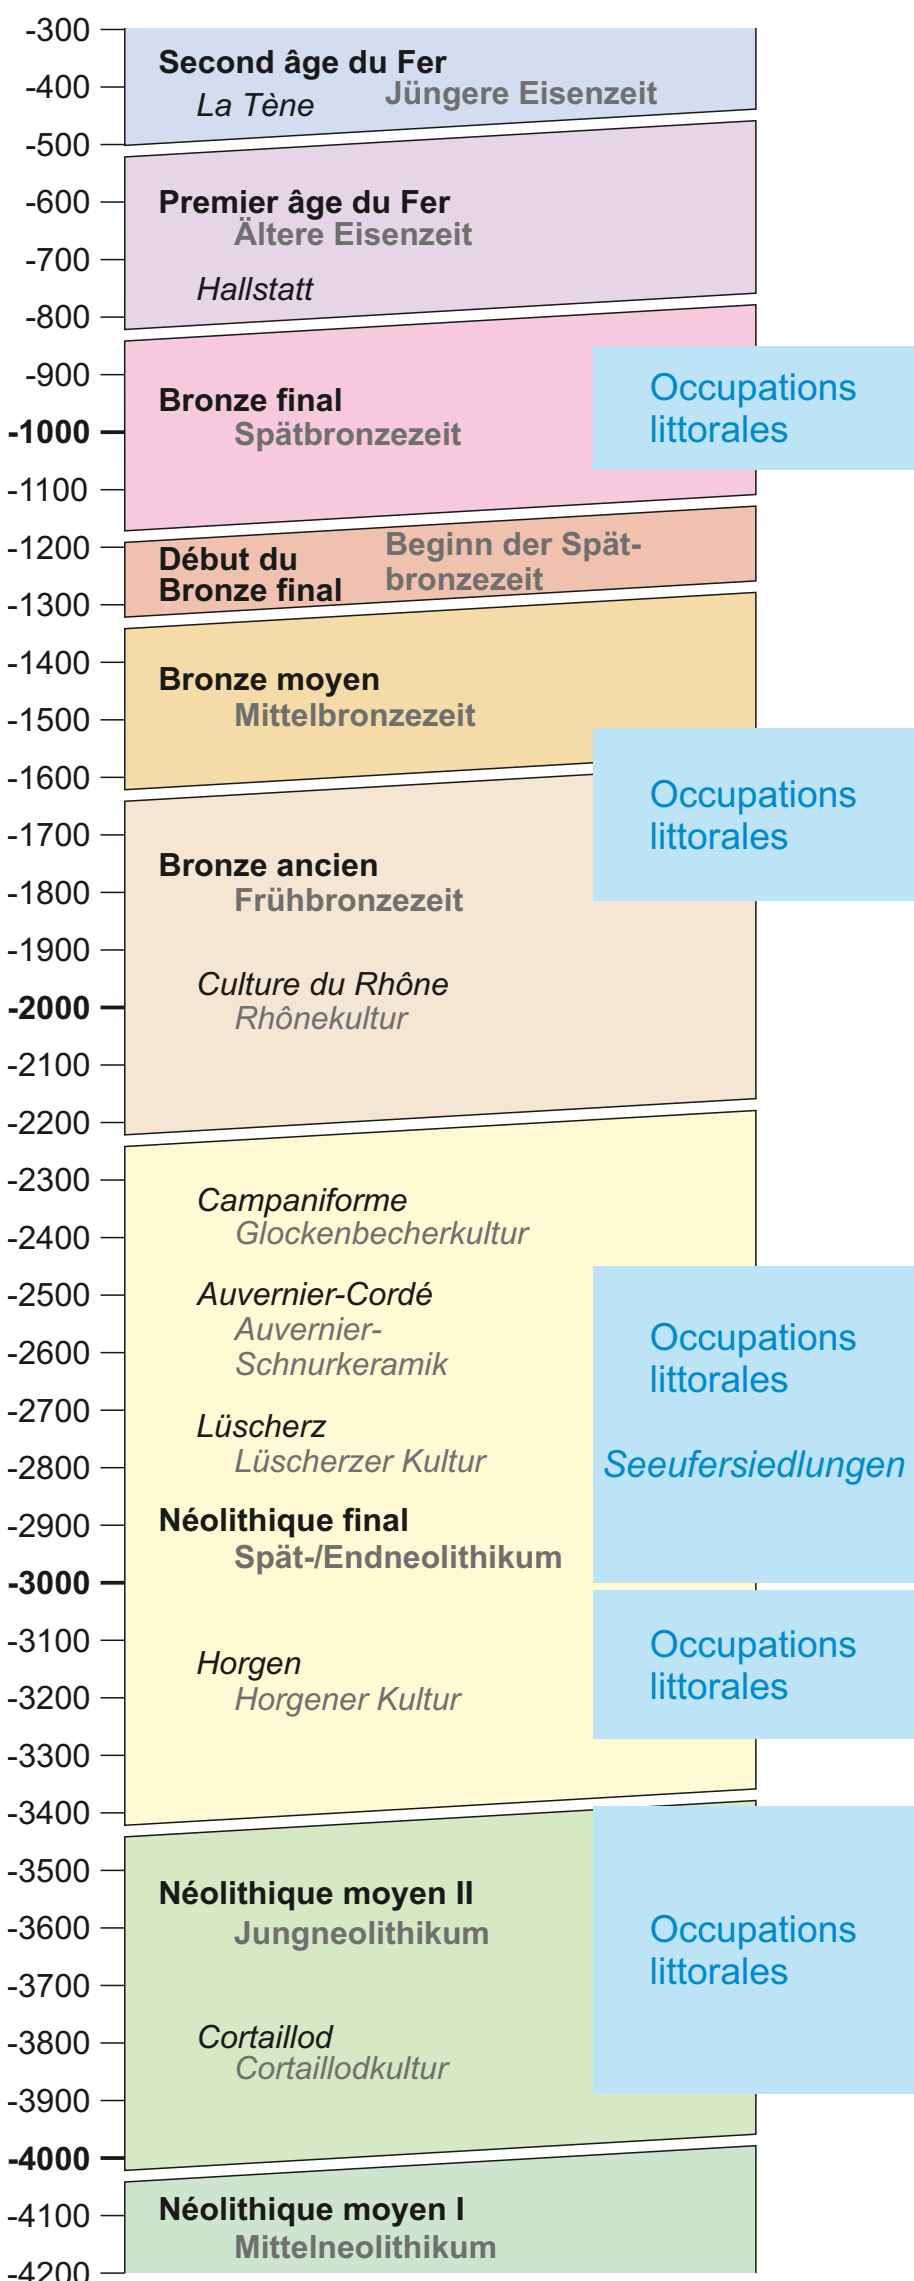 -300
-400
-500
-600
-700
-800
-900
-1000
-1100
-1200
-1300
-1400
-1500
-1600
-1700
-1800
-1900
-2000
-2100
-2200
-2300
-2400
-2500
-2600
-2700
-2800
-2900
-3000
-3100
-3200
-3300
-3400
-3500
-3600
-3700
-3800
-3900
-4000
-4100
-4200
Second âge du Fer
Jüngere Eisenzeit
La Tène
Premier âge du Fer
Ältere Eisenzeit
Hallstatt
Bronze final
Spätbronzezeit
Occupations
littorales
Début du
Bronze final
Beginn der Spät-
bronzezeit
Bronze moyen
Mittelbronzezeit
Occupations
littorales
Bronze ancien
Frühbronzezeit
Culture du Rhône
Rhônekultur
Campaniforme
Glockenbecherkultur
Auvernier-Cordé
Auvernier-
Schnurkeramik
Lüscherz
Lüscherzer Kultur
Occupations
littorales
Seeufersiedlungen
Néolithique final
Spät-/Endneolithikum
Horgen
Horgener Kultur
Occupations
littorales
Néolithique moyen II
Jungneolithikum
Cortaillod
Cortaillodkultur
Occupations
littorales
Néolithique moyen I
Mittelneolithikum